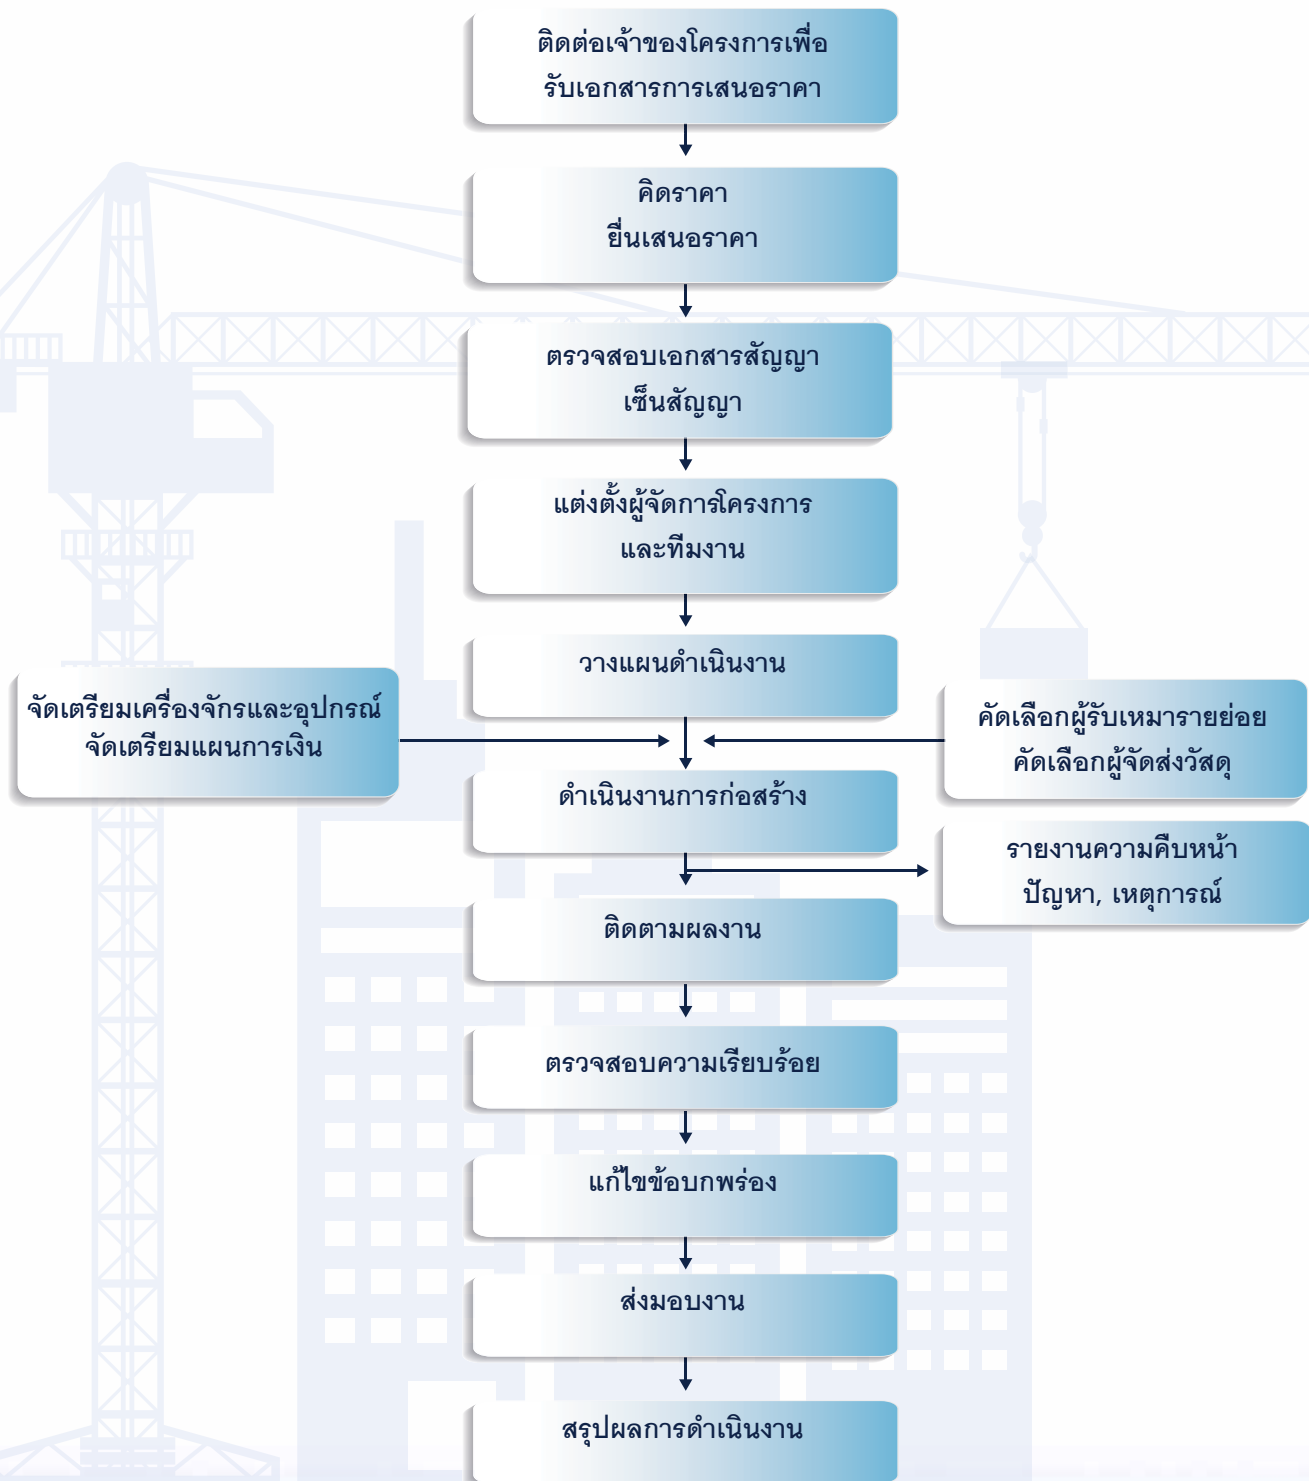 ติดต่อเจ้าของโครงการเพื่อ
รับเอกสารการเสนอราคา
คิดราคา
ยื่นเสนอราคา
ตรวจสอบเอกสารสัญญา
เซ็นสัญญา
แต่งตั้งผู้จัดการโครงการ
และทีมงาน
วางแผนดำเนินงาน
จัดเตรียมเครื่องจักรและอุปกรณ์
จัดเตรียมแผนการเงิน
คัดเลือกผู้รับเหมารายย่อย
คัดเลือกผู้จัดส่งวัสดุ
ดำเนินงานการก่อสร้าง
รายงานความคืบหน้า
ปัญหา, เหตุการณ์
ติดตามผลงาน
ตรวจสอบความเรียบร้อย
แก้ไขข้อบกพร่อง
ส่งมอบงาน
สรุปผลการดำเนินงาน